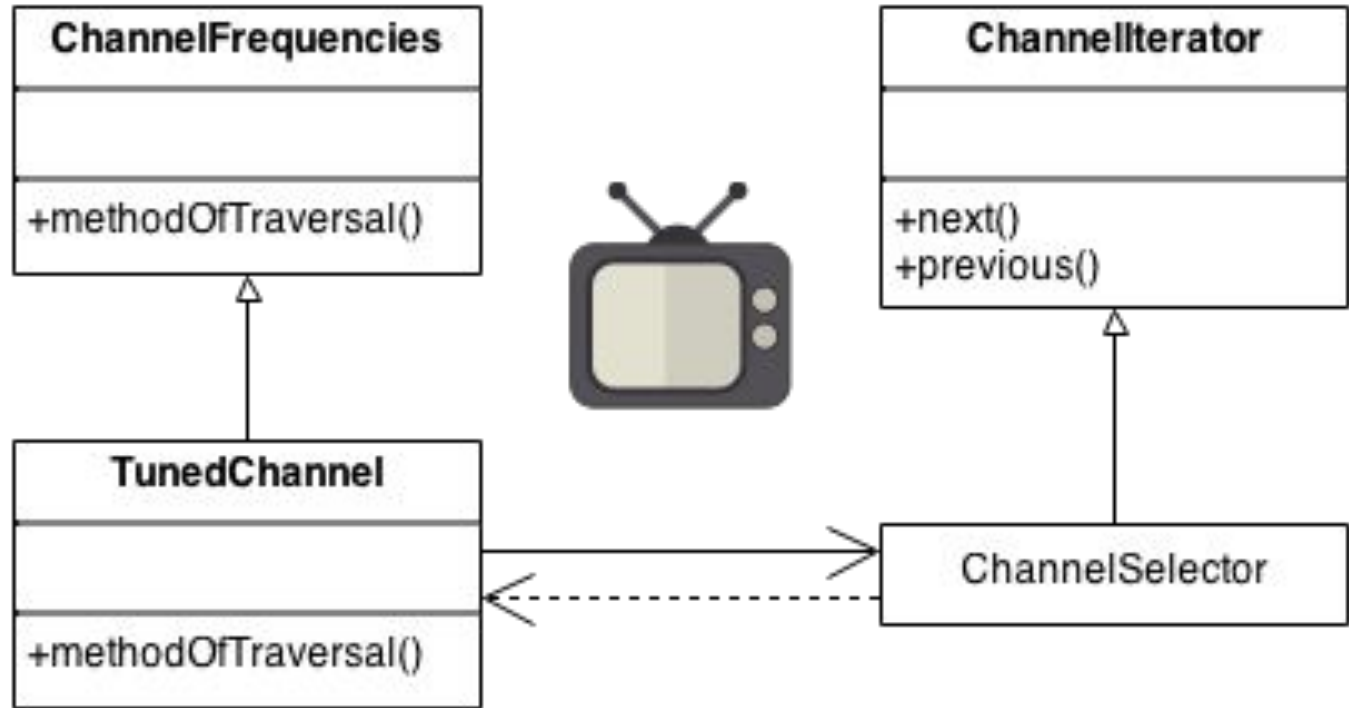 ChannelFrequencies
+methodOfTraversal()
ChannelIterator
+next()
+previous()
TunedChannel
+methodOfTraversal()
ChannelSelector